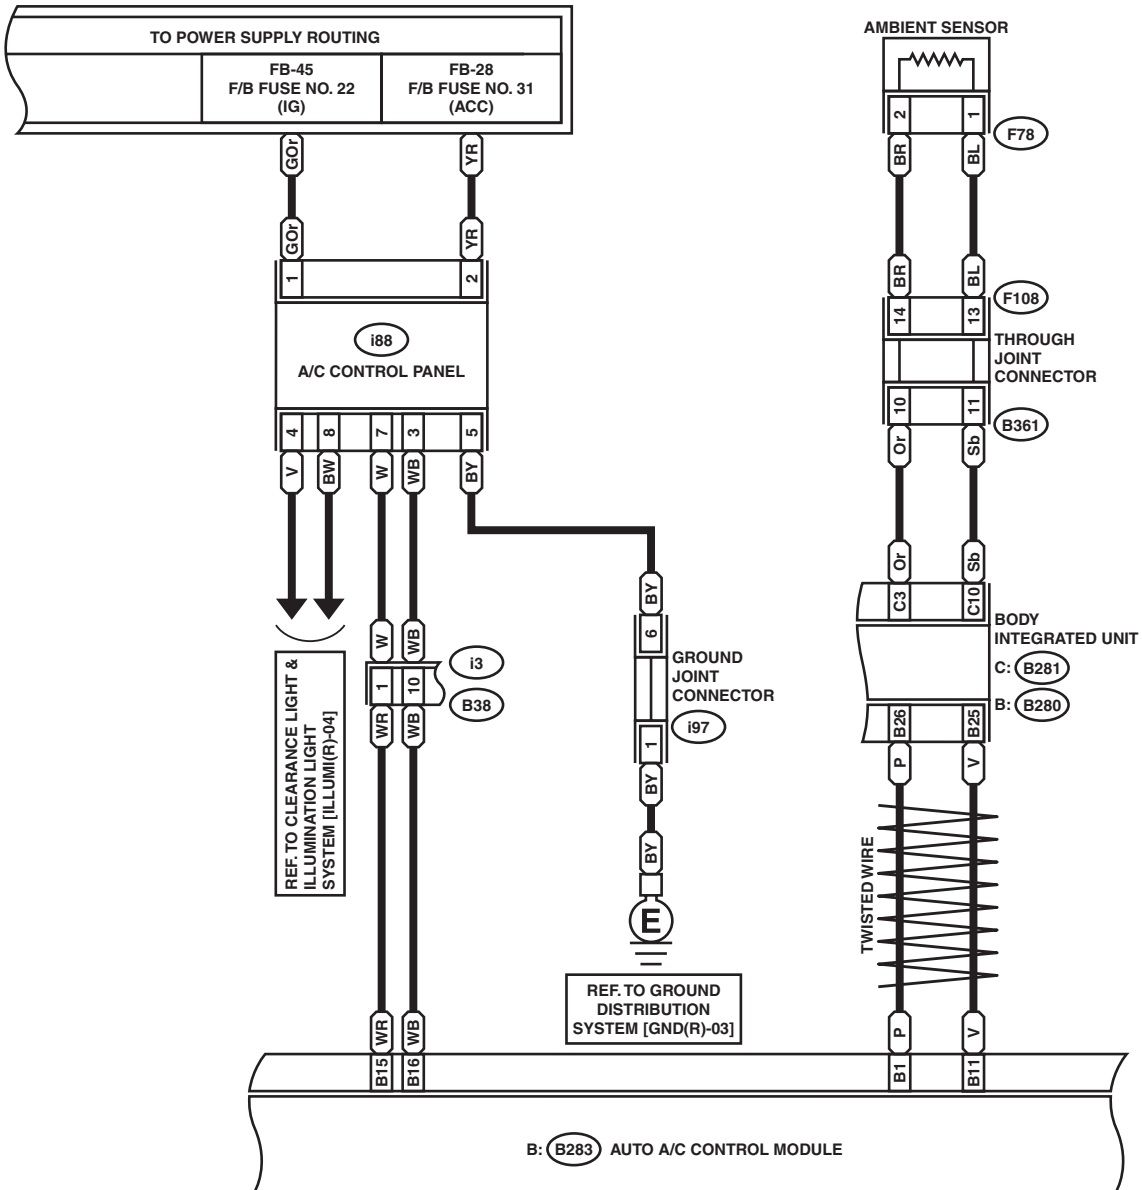 TO POWER SUPPLY ROUTING
FB-45
F/B FUSE NO. 22
(IG)
FB-28
F/B FUSE NO. 31
(ACC)
GOr
YR
GOr
YR
1
2
i88
A/C CONTROL PANEL
4
8
7
3
5
V
BW
W
WB
BY
REF. TO CLEARANCE LIGHT &
ILLUMINATION LIGHT
SYSTEM [ILLUMI(R)-04]
W
WB
1
10
i3
B38
WR
WB
WR
WB
B15
B16
BY
6
GROUND
JOINT
CONNECTOR
i97
1
BY
BY
E
REF. TO GROUND
DISTRIBUTION
SYSTEM [GND(R)-03]
AMBIENT SENSOR
2
1
F78
BR
BL
BR
BL
14
13
F108
THROUGH
JOINT
CONNECTOR
10
11
B361
Or
Sb
Or
Sb
C3
C10
BODY
INTEGRATED UNIT
C: B281
B: B280
B26
B25
P
V
TWISTED WIRE
P
V
B1
B11
B: B283 AUTO A/C CONTROL MODULE